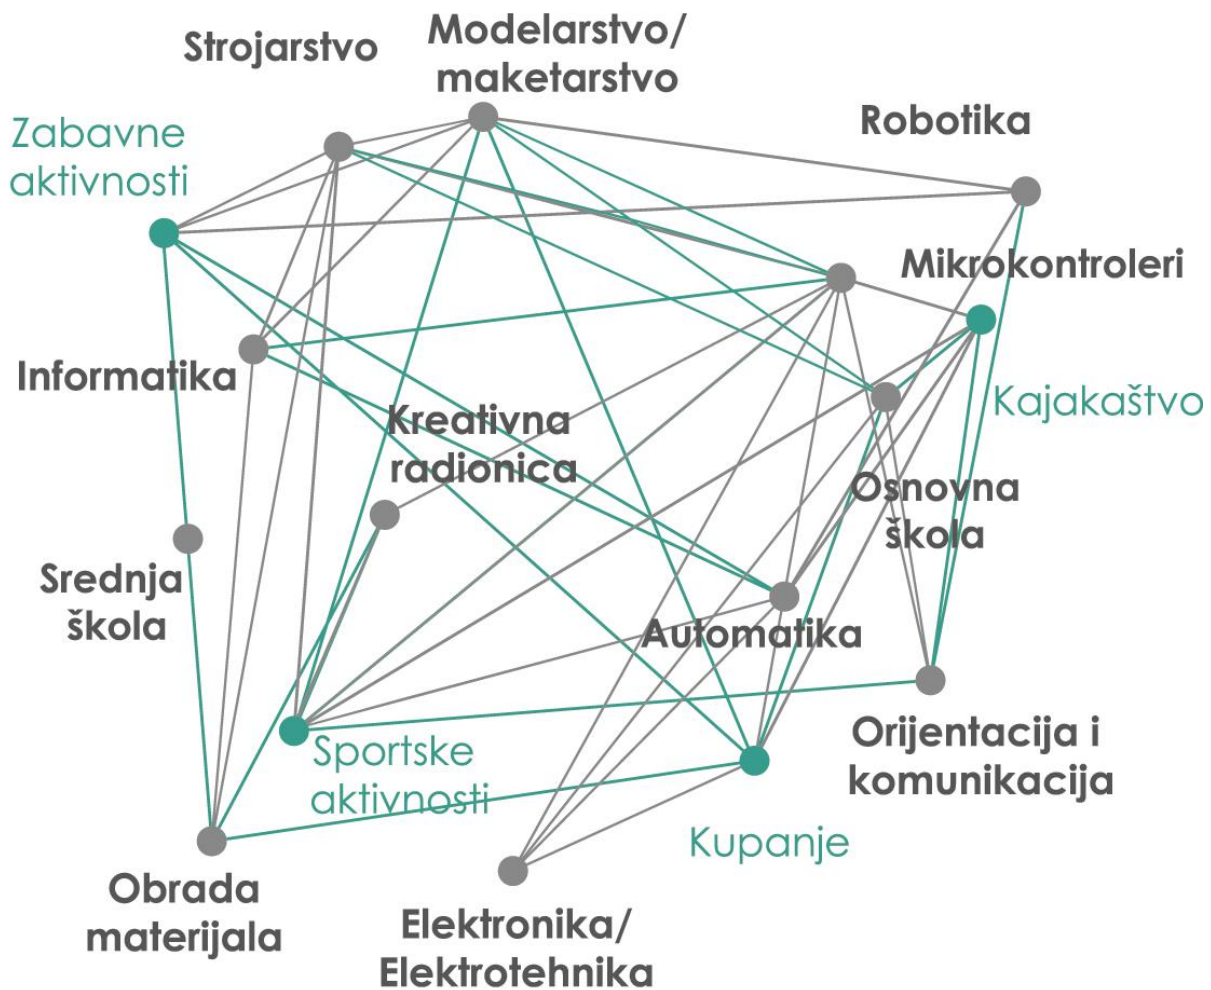 Strojarstvo
Modelarstvo/
maketarstvo
Zabavne
aktivnosti
Robotika
Mikrokontroleri
Informatika
Kajakaštvo
Kreativna
radionica
Osnovna
škola
Srednja
škola
Automatika
Sportske
aktivnosti
Orijentacija i
komunikacija
Kupanje
Obrada
materijala
Elektronika/
Elektrotehnika